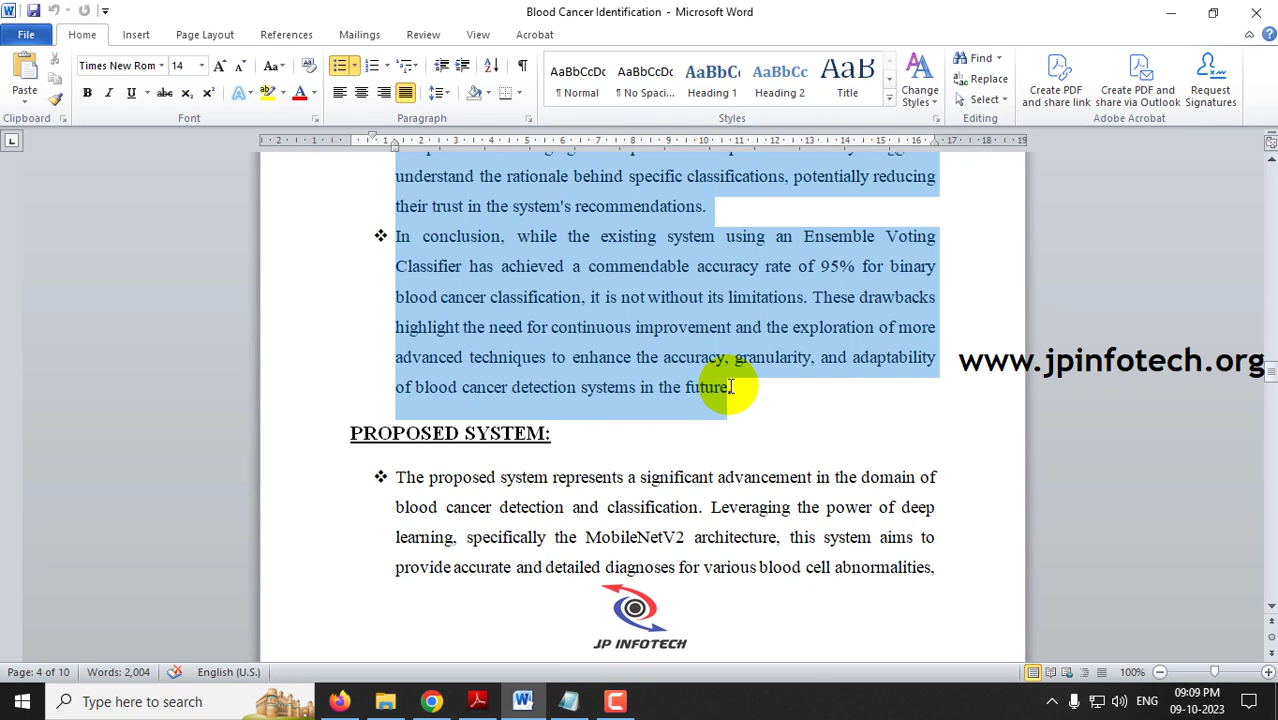 Blood Cancer Identification - Microsoft Word
File Home Insert Page Layout References Mailings Review View Acrobat
Paste
Clipboard
Times New Rom 14
Font
Paragraph
AaBbCcDc AaBbCcDc AaBbC AaBbCc AaB
¶ Normal ¶ No Spaci... Heading 1 Heading 2 Title
Styles
Change Styles
Find
Replace
Select
Editing
Create PDF and share link
Create PDF and share via Outlook
Request Signatures
Adobe Acrobat
understand the rationale behind specific classifications, potentially reducing
their trust in the system's recommendations.
❖ In conclusion, while the existing system using an Ensemble Voting
Classifier has achieved a commendable accuracy rate of 95% for binary
blood cancer classification, it is not without its limitations. These drawbacks
highlight the need for continuous improvement and the exploration of more
advanced techniques to enhance the accuracy, granularity, and adaptability
of blood cancer detection systems in the future.
www.jpinfotech.org
PROPOSED SYSTEM:
❖ The proposed system represents a significant advancement in the domain of
blood cancer detection and classification. Leveraging the power of deep
learning, specifically the MobileNetV2 architecture, this system aims to
provide accurate and detailed diagnoses for various blood cell abnormalities,
JP INFOTECH
Page: 4 of 10 Words: 2,004 English (U.S.) 100%
Type here to search
ENG
09:09 PM
09-10-2023